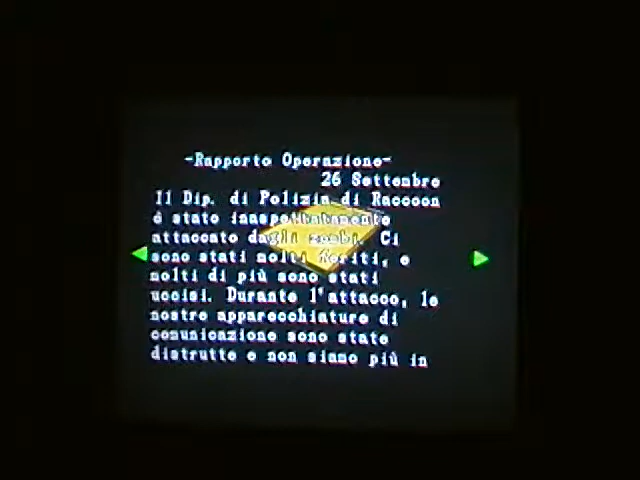 -Rapporto Operazione-
26 Settembre
Il Dip. di Polizia di Raccoon
è stato inaspettatamente
attaccato dagli zombi. Ci
sono stati molti feriti, e
molti di più sono stati
uccisi. Durante l'attacco, le
nostre apparecchiature di
comunicazione sono state
distrutte e non siamo più in